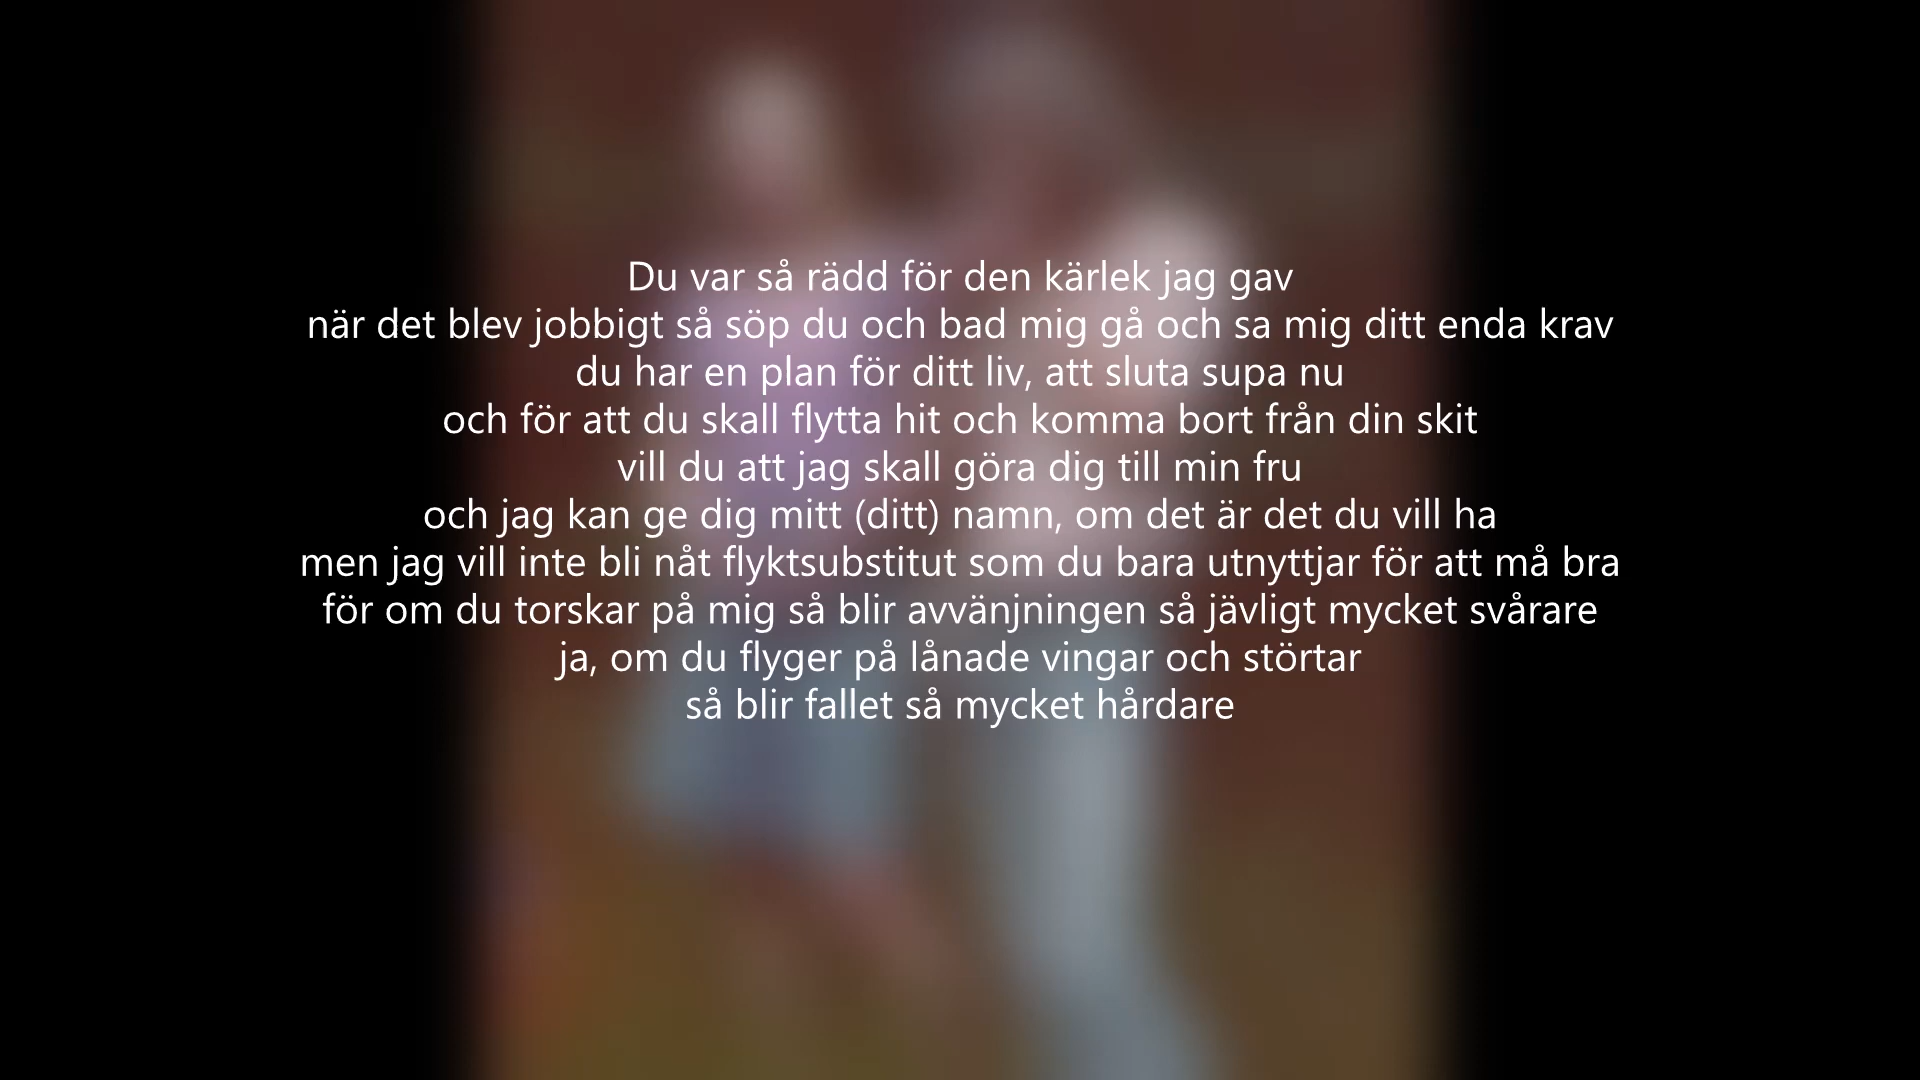 Du var så rädd för den kärlek jag gav
när det blev jobbigt så söp du och bad mig gå och sa mig ditt enda krav
du har en plan för ditt liv, att sluta supa nu
och för att du skall flytta hit och komma bort från din skit
vill du att jag skall göra dig till min fru
och jag kan ge dig mitt (ditt) namn, om det är det du vill ha
men jag vill inte bli nåt flyktsubstitut som du bara utnyttjar för att må bra
för om du torskar på mig så blir avvänjningen så jävligt mycket svårare
ja, om du flyger på lånade vingar och störtar
så blir fallet så mycket hårdare